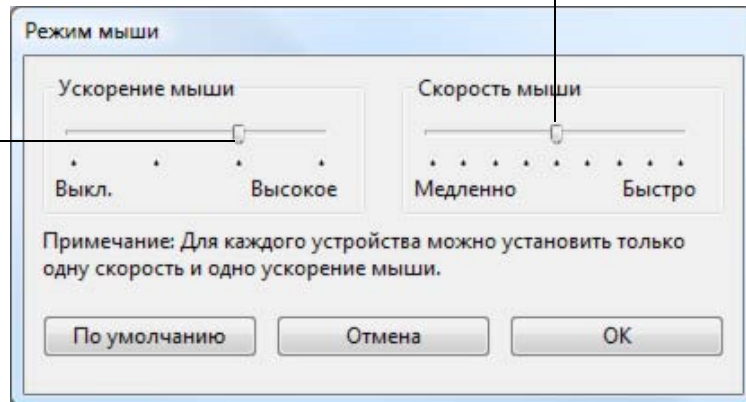 Режим мыши
Ускорение мыши
Скорость мыши
Выкл.
Высокое
Медленно
Быстро
Примечание: Для каждого устройства можно установить только
одну скорость и одно ускорение мыши.
По умолчанию
Отмена
ОК